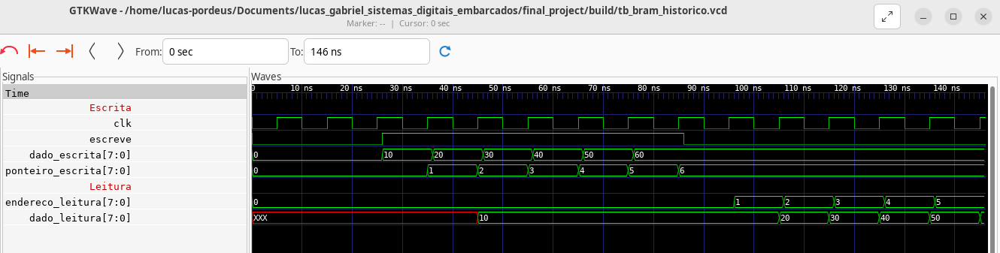 GTKWave - /home/lucas-pordeus/Documents/lucas_gabriel_sistemas_digitais_embarcados/final_project/build/tb_bram_historico.vcd
Marker: -- | Cursor: 0 sec
From: 0 sec To: 146 ns
Signals Waves
Time 0 10 ns 20 ns 30 ns 40 ns 50 ns 60 ns 70 ns 80 ns 90 ns 100 ns 110 ns 120 ns 130 ns 140 ns
Escrita
clk
escreve
dado_escrita[7:0] 0 10 20 30 40 50 60
ponteiro_escrita[7:0] 0 1 2 3 4 5 6
Leitura
endereco_leitura[7:0] 0 1 2 3 4 5
dado_leitura[7:0] XXX 10 20 30 40 50